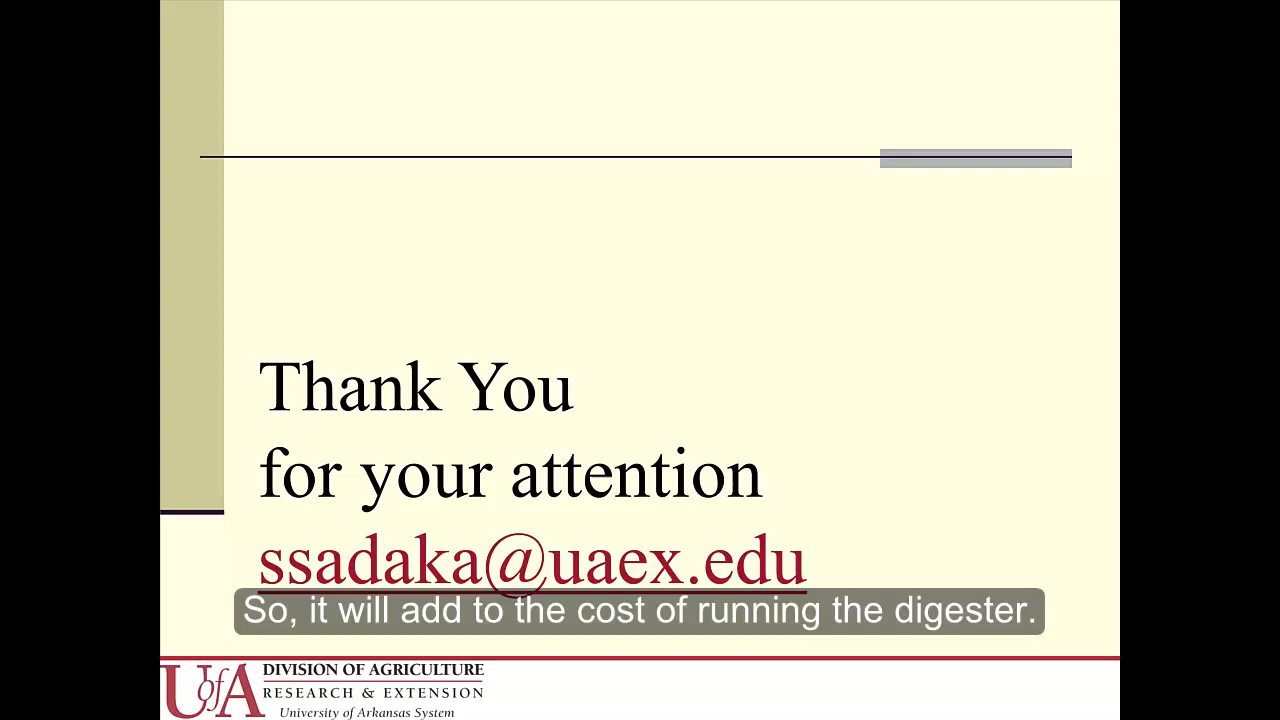 Thank You
for your attention
ssadaka@uaex.edu
So, it will add to the cost of running the digester.
UofA
DIVISION OF AGRICULTURE
RESEARCH & EXTENSION
University of Arkansas System